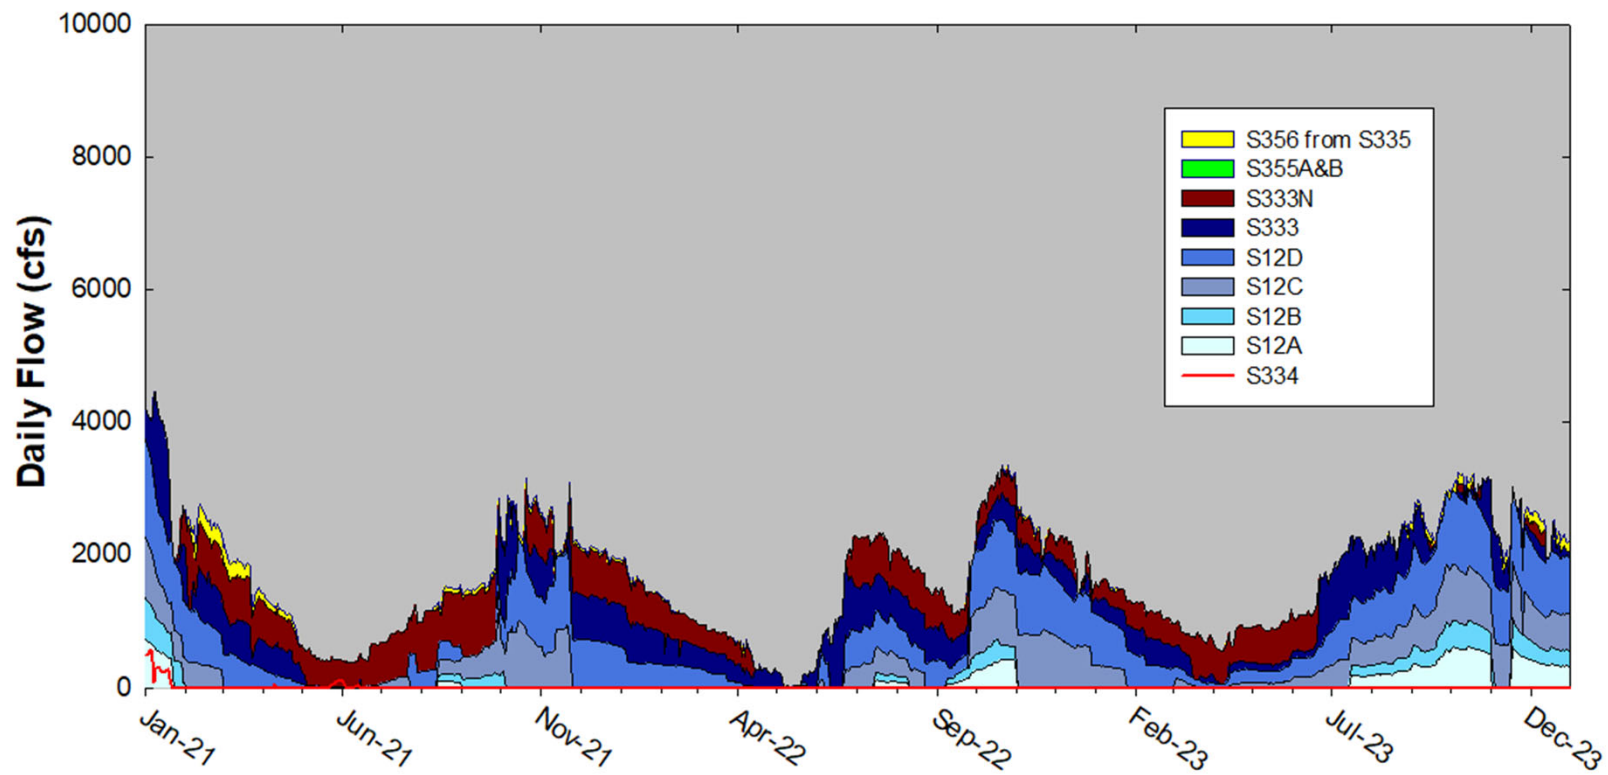 10000
8000
6000
4000
2000
0
Daily Flow (cfs)
S356 from S335
S355A&B
S333N
S333
S12D
S12C
S12B
S12A
S334
Jan-21
Jun-21
Nov-21
Apr-22
Sep-22
Feb-23
Jul-23
Dec-23